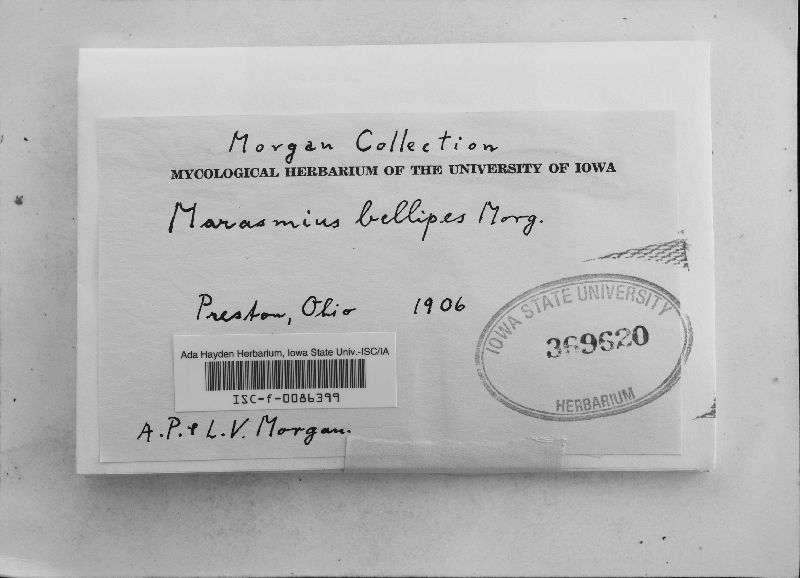 Morgan Collection
MYCOLOGICAL HERBARIUM OF THE UNIVERSITY OF IOWA
Marasmius bellipes Morg.
Preston, Ohio 1906
IOWA STATE UNIVERSITY
369620
HERBARIUM
Ada Hayden Herbarium, Iowa State Univ.-ISC/IA
ISC-f-0086399
A.P. & L.V. Morgan.